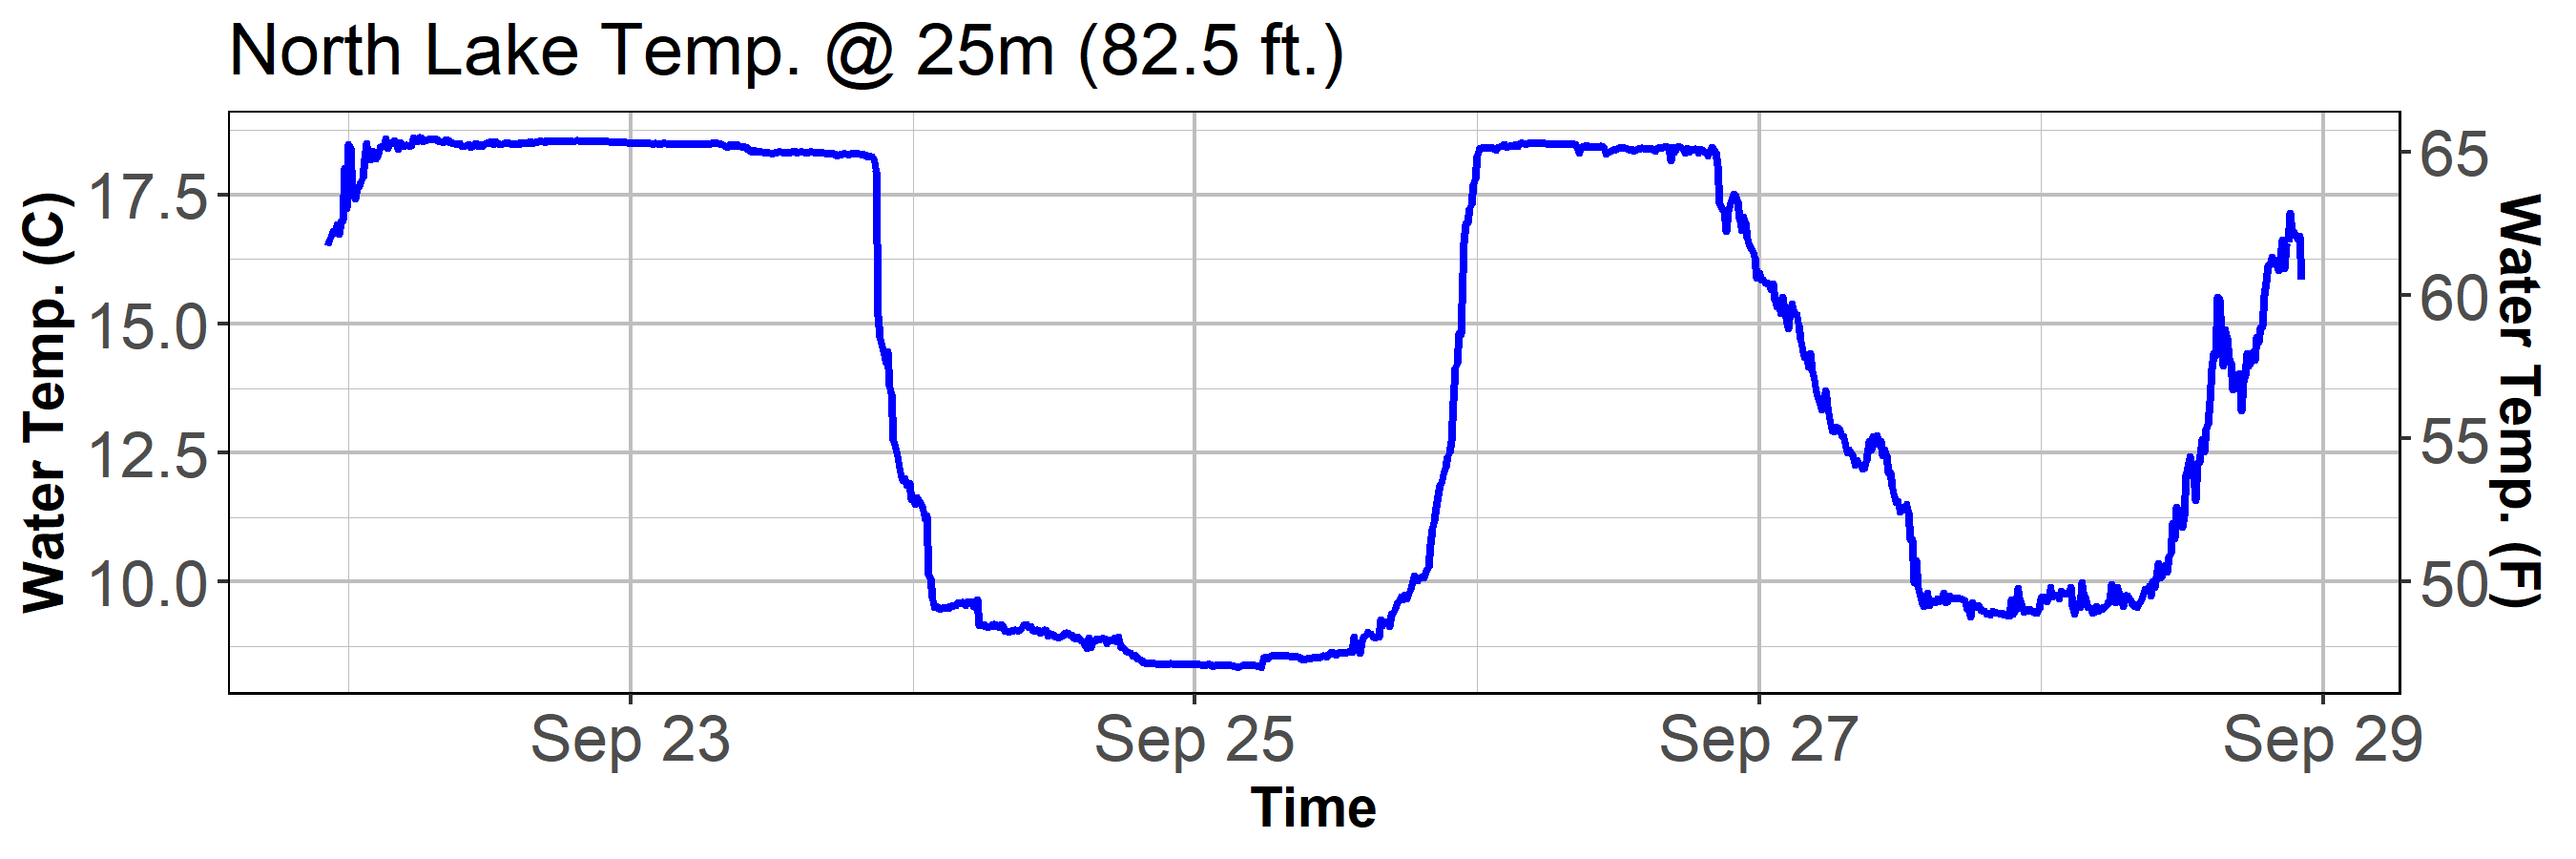 North Lake Temp. @ 25m (82.5 ft.)
Water Temp. (C)
17.5
15.0
12.5
10.0
65
60
55
50
Water Temp. (F)
Sep 23 Sep 25 Sep 27 Sep 29
Time